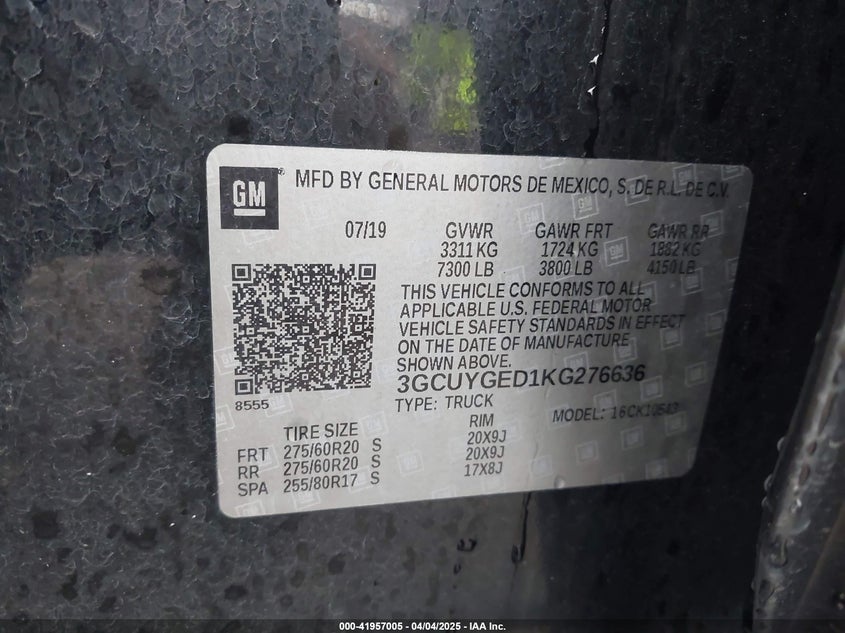 GM
MFD BY GENERAL MOTORS DE MEXICO, S. DE R.L. DE C.V.
07/19 GVWR GAWR FRT GAWR RR
3311 KG 1724 KG 1882 KG
7300 LB 3800 LB 4150 LB
THIS VEHICLE CONFORMS TO ALL
APPLICABLE U.S. FEDERAL MOTOR
VEHICLE SAFETY STANDARDS IN EFFECT
ON THE DATE OF MANUFACTURE
SHOWN ABOVE.
3GCUYGED1KG276636
8555
TYPE: TRUCK MODEL: 16CK10543
TIRE SIZE RIM
FRT 275/60R20 S 20X9J
RR 275/60R20 S 20X9J
SPA 255/80R17 S 17X8J
000-41957005 - 04/04/2025 - IAA Inc.